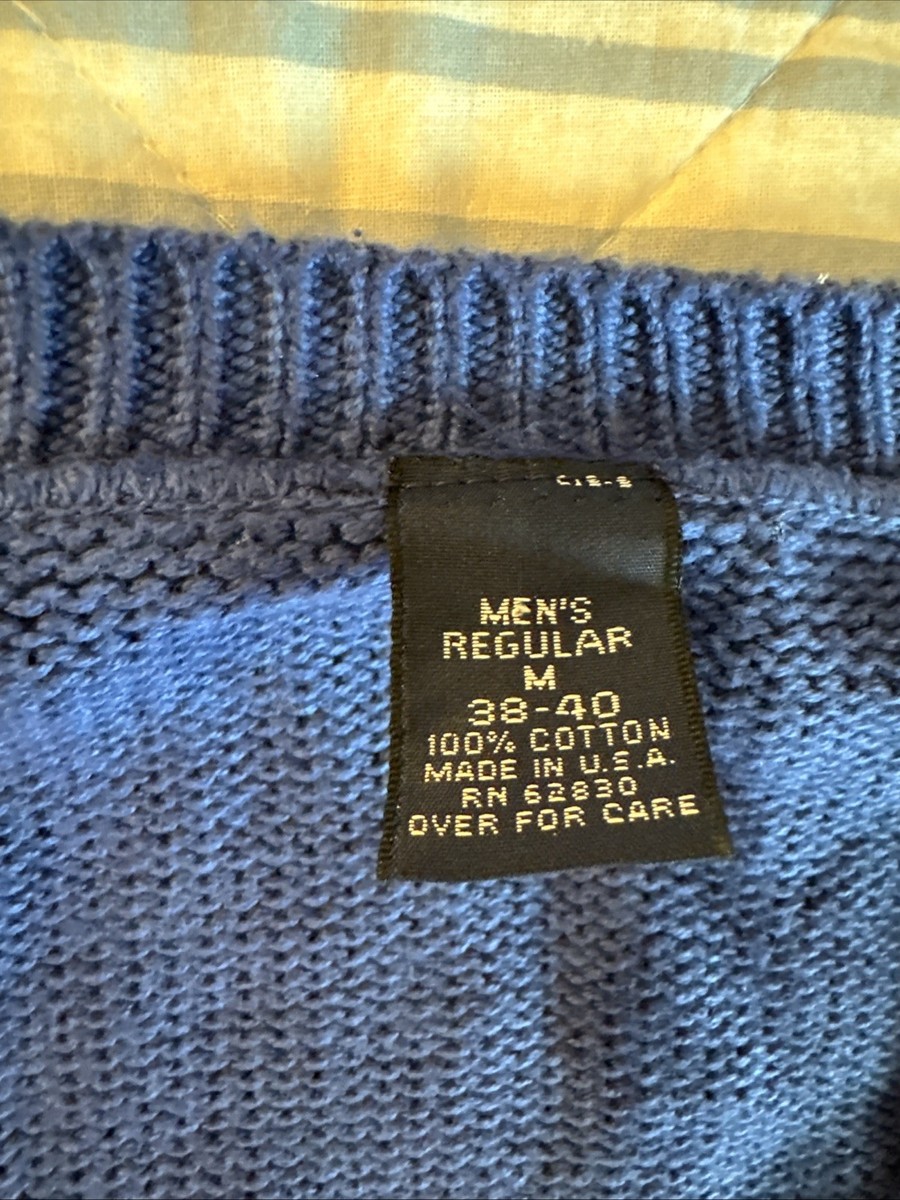 MEN'S
REGULAR
M
38-40
100% COTTON
MADE IN U.S.A.
RN 62830
OVER FOR CARE